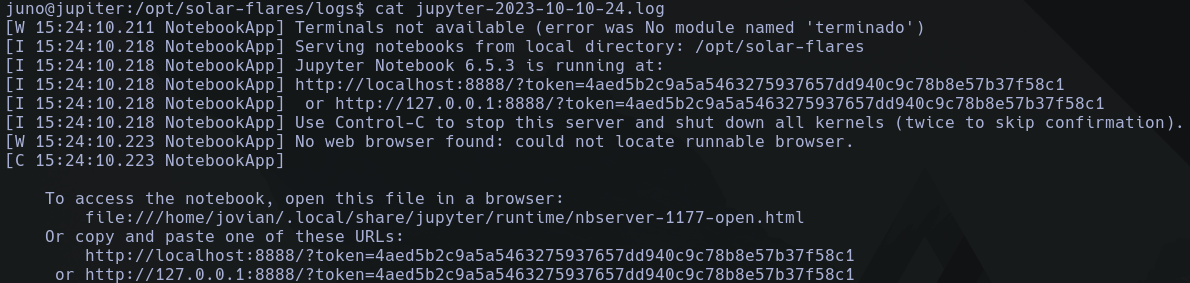 juno@jupiter:/opt/solar-flares/logs$ cat jupyter-2023-10-10-24.log
[W 15:24:10.211 NotebookApp] Terminals not available (error was No module named 'terminado')
[I 15:24:10.218 NotebookApp] Serving notebooks from local directory: /opt/solar-flares
[I 15:24:10.218 NotebookApp] Jupyter Notebook 6.5.3 is running at:
[I 15:24:10.218 NotebookApp] http://localhost:8888/?token=4aed5b2c9a5a5463275937657dd940c9c78b8e57b37f58c1
[I 15:24:10.218 NotebookApp]  or http://127.0.0.1:8888/?token=4aed5b2c9a5a5463275937657dd940c9c78b8e57b37f58c1
[I 15:24:10.218 NotebookApp] Use Control-C to stop this server and shut down all kernels (twice to skip confirmation).
[W 15:24:10.223 NotebookApp] No web browser found: could not locate runnable browser.
[C 15:24:10.223 NotebookApp]
    To access the notebook, open this file in a browser:
        file:///home/jovian/.local/share/jupyter/runtime/nbserver-1177-open.html
    Or copy and paste one of these URLs:
        http://localhost:8888/?token=4aed5b2c9a5a5463275937657dd940c9c78b8e57b37f58c1
     or http://127.0.0.1:8888/?token=4aed5b2c9a5a5463275937657dd940c9c78b8e57b37f58c1